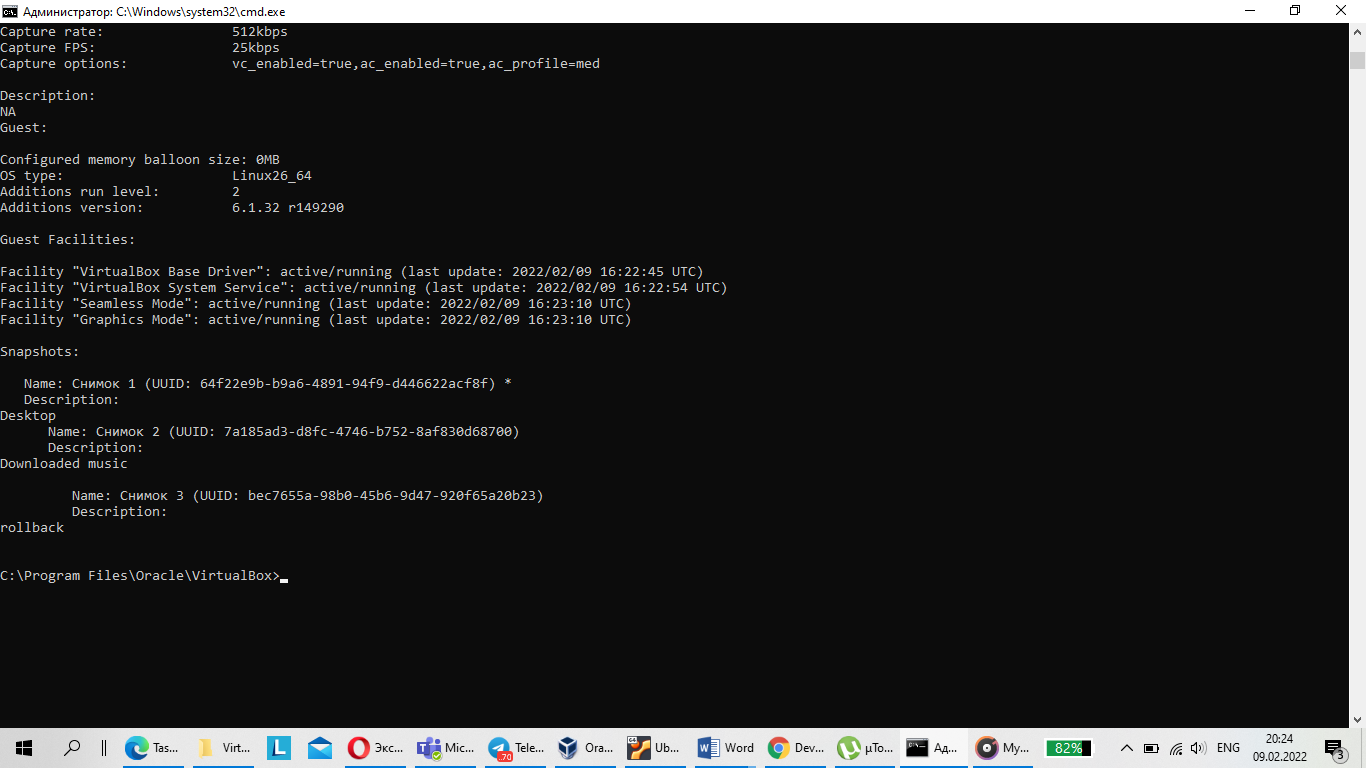 Администратор: C:\Windows\system32\cmd.exe
Capture rate: 512kbps
Capture FPS: 25kbps
Capture options: vc_enabled=true,ac_enabled=true,ac_profile=med
Description:
NA
Guest:
Configured memory balloon size: 0MB
OS type: Linux26_64
Additions run level: 2
Additions version: 6.1.32 r149290
Guest Facilities:
Facility "VirtualBox Base Driver": active/running (last update: 2022/02/09 16:22:45 UTC)
Facility "VirtualBox System Service": active/running (last update: 2022/02/09 16:22:54 UTC)
Facility "Seamless Mode": active/running (last update: 2022/02/09 16:23:10 UTC)
Facility "Graphics Mode": active/running (last update: 2022/02/09 16:23:10 UTC)
Snapshots:
Name: Снимок 1 (UUID: 64f22e9b-b9a6-4891-94f9-d446622acf8f) *
Description:
Desktop
Name: Снимок 2 (UUID: 7a185ad3-d8fc-4746-b752-8af830d68700)
Description:
Downloaded music
Name: Снимок 3 (UUID: bec7655a-98b0-45b6-9d47-920f65a20b23)
Description:
rollback
C:\Program Files\Oracle\VirtualBox>
Tas... Virt... L Экс... Mic... Tele... .70 Ora... 64 Ub... Word Dev... µTo... Ад... My... 82% ENG 20:24
09.02.2022 3